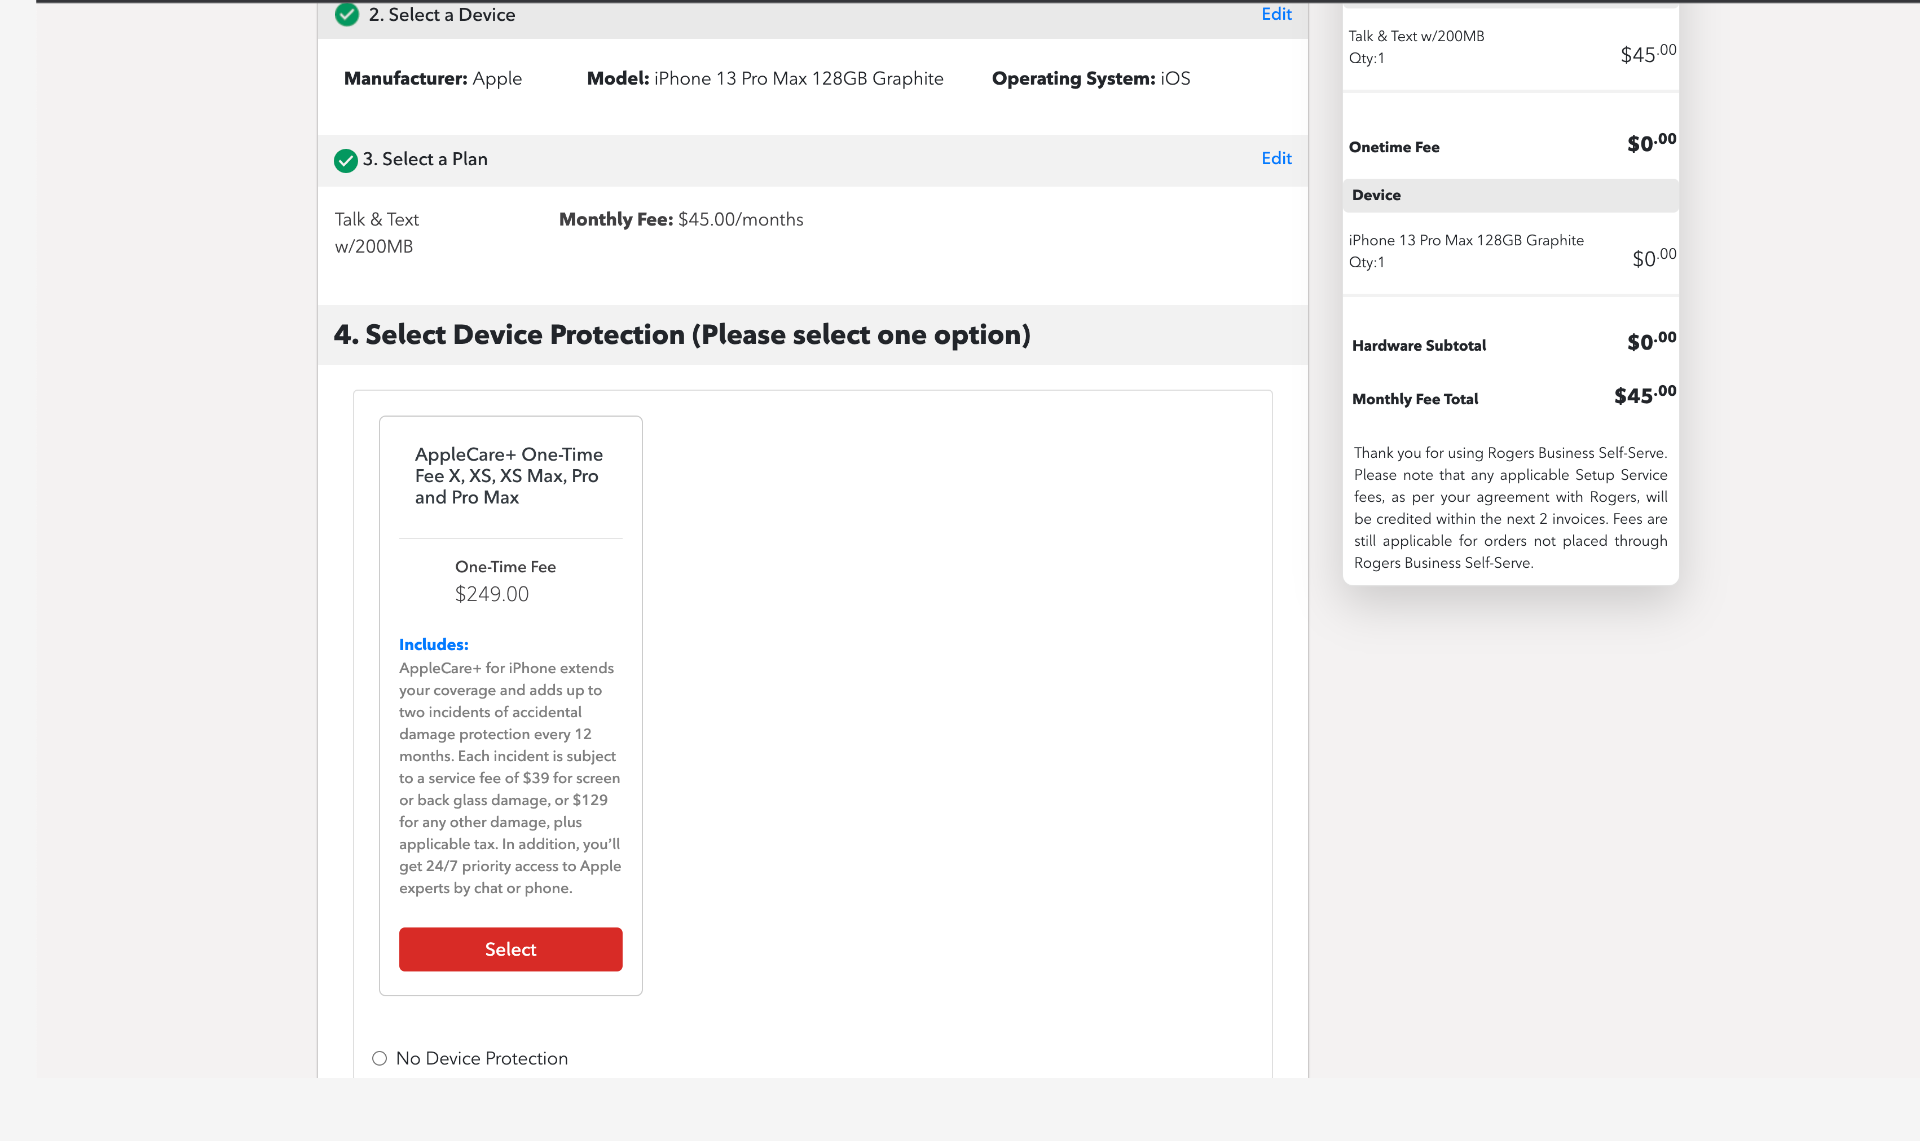 2. Select a Device
Edit
Manufacturer: Apple
Model: iPhone 13 Pro Max 128GB Graphite
Operating System: iOS
3. Select a Plan
Edit
Talk & Text
w/200MB
Monthly Fee: $45.00/months
4. Select Device Protection (Please select one option)
AppleCare+ One-Time
Fee X, XS, XS Max, Pro
and Pro Max
One-Time Fee
$249.00
Includes:
AppleCare+ for iPhone extends
your coverage and adds up to
two incidents of accidental
damage protection every 12
months. Each incident is subject
to a service fee of $39 for screen
or back glass damage, or $129
for any other damage, plus
applicable tax. In addition, you'll
get 24/7 priority access to Apple
experts by chat or phone.
Select
No Device Protection
Talk & Text w/200MB
Qty:1
$45.00
Onetime Fee
$0.00
Device
iPhone 13 Pro Max 128GB Graphite
Qty:1
$0.00
Hardware Subtotal
$0.00
Monthly Fee Total
$45.00
Thank you for using Rogers Business Self-Serve.
Please note that any applicable Setup Service
fees, as per your agreement with Rogers, will
be credited within the next 2 invoices. Fees are
still applicable for orders not placed through
Rogers Business Self-Serve.